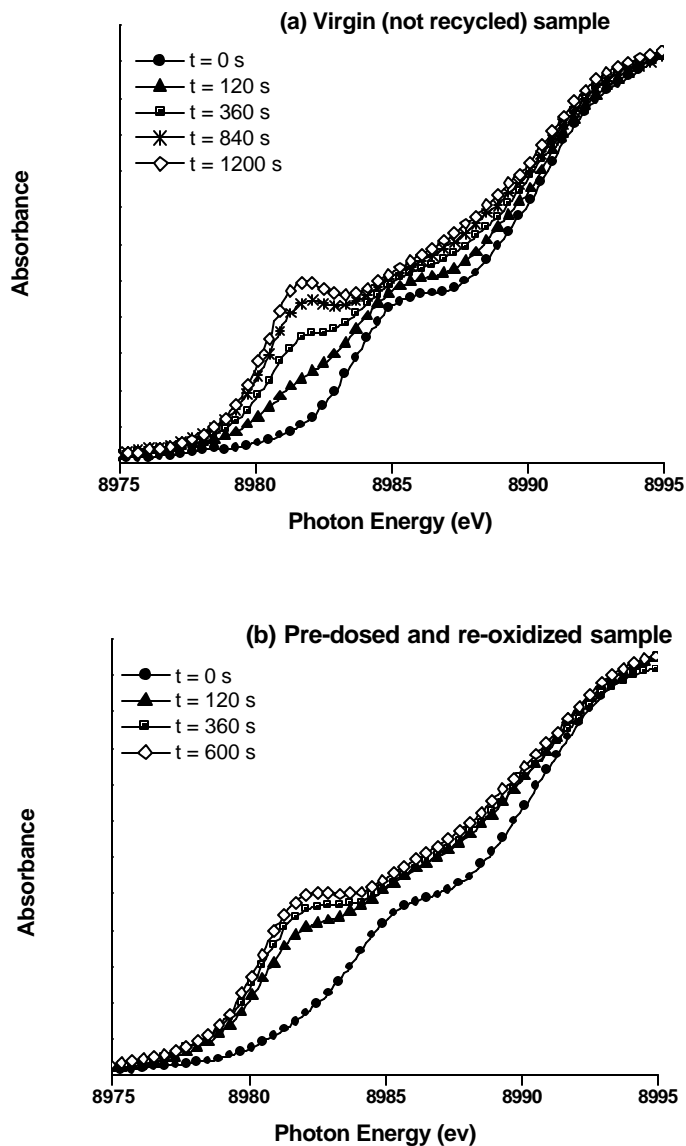 (a) Virgin (not recycled) sample
t = 0 s
t = 120 s
t = 360 s
t = 840 s
t = 1200 s
Absorbance
8975 8980 8985 8990 8995
Photon Energy (eV)
(b) Pre-dosed and re-oxidized sample
t = 0 s
t = 120 s
t = 360 s
t = 600 s
Absorbance
8975 8980 8985 8990 8995
Photon Energy (ev)